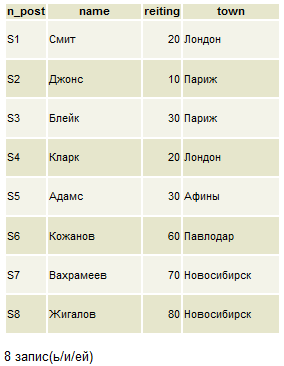 n_post name reiting town
S1 Смит 20 Лондон
S2 Джонс 10 Париж
S3 Блейк 30 Париж
S4 Кларк 20 Лондон
S5 Адамс 30 Афины
S6 Кожанов 60 Павлодар
S7 Вахрамеев 70 Новосибирск
S8 Жигалов 80 Новосибирск
8 запис(ь/и/ей)